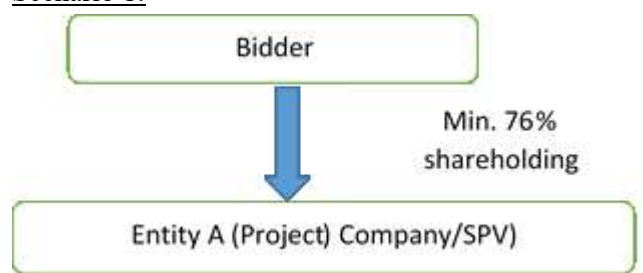 Bidder
Min. 76%
shareholding
Entity A (Project) Company/SPV)